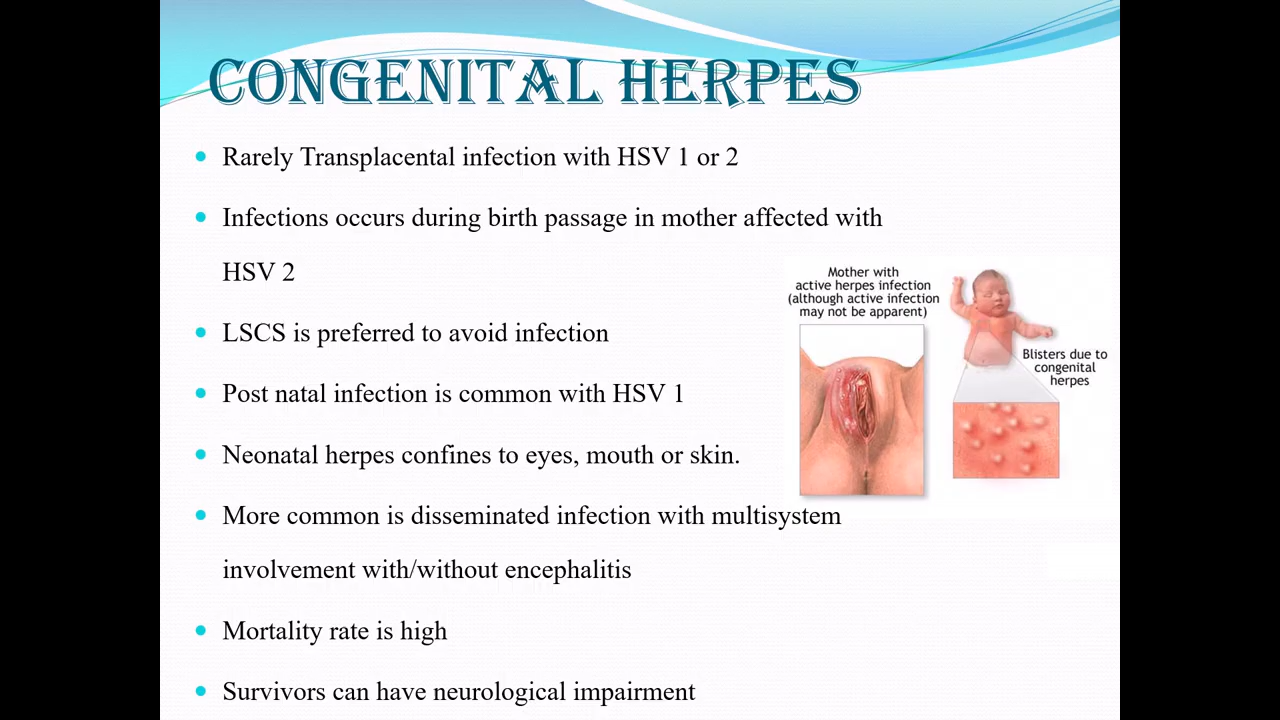 CONGENITAL HERPES
Rarely Transplacental infection with HSV 1 or 2
Infections occurs during birth passage in mother affected with
HSV 2
LSCS is preferred to avoid infection
Post natal infection is common with HSV 1
Neonatal herpes confines to eyes, mouth or skin.
More common is disseminated infection with multisystem
involvement with/without encephalitis
Mortality rate is high
Survivors can have neurological impairment
Mother with
active herpes infection
(although active infection
may not be apparent)
Blisters due to
congenital
herpes